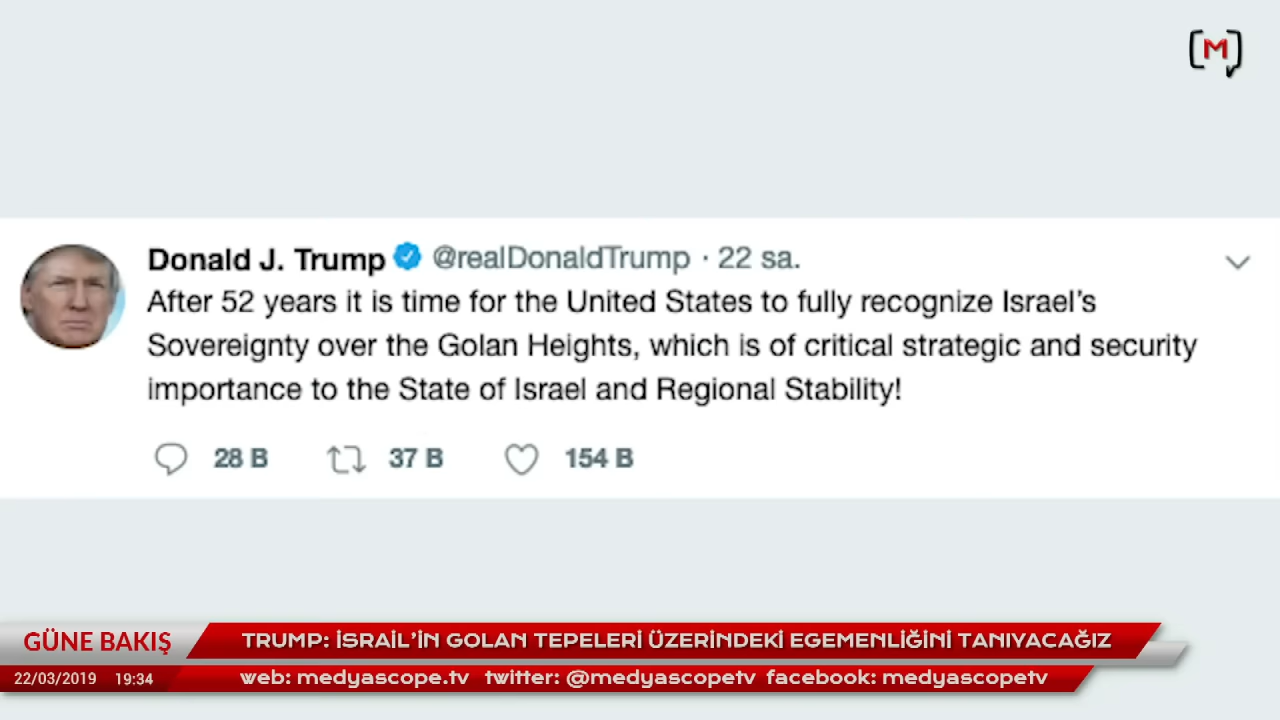 [M]
Donald J. Trump @realDonaldTrump · 22 sa.
After 52 years it is time for the United States to fully recognize Israel's
Sovereignty over the Golan Heights, which is of critical strategic and security
importance to the State of Israel and Regional Stability!
28 B 37 B 154 B
GÜNE BAKIŞ TRUMP: İSRAİL'İN GOLAN TEPELERİ ÜZERİNDEKİ EGEMENLİĞİNİ TANIYACAĞIZ
22/03/2019 19:34 web: medyascope.tv twitter: @medyascopetv facebook: medyascopetv